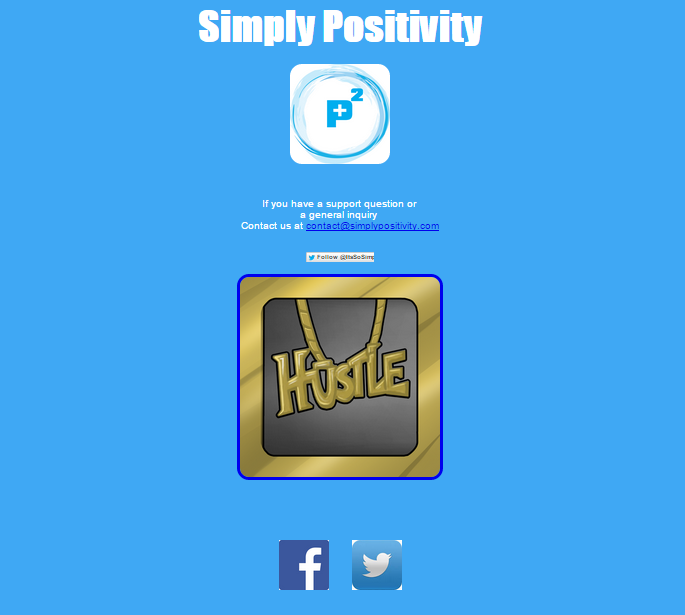 Simply Positivity
P+2
If you have a support question or
a general inquiry
Contact us at contact@simplypositivity.com
Follow @ItsSoSimp
HUSTLE
f